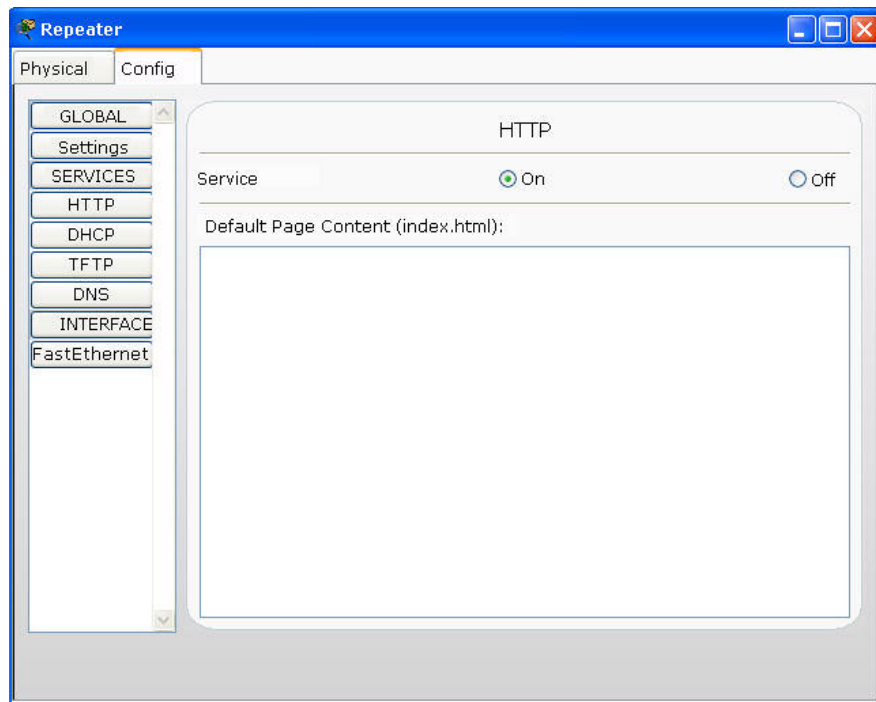 Repeater
Physical Config
GLOBAL
Settings
SERVICES
HTTP
DHCP
TFTP
DNS
INTERFACE
FastEthernet
HTTP
Service On Off
Default Page Content (index.html):